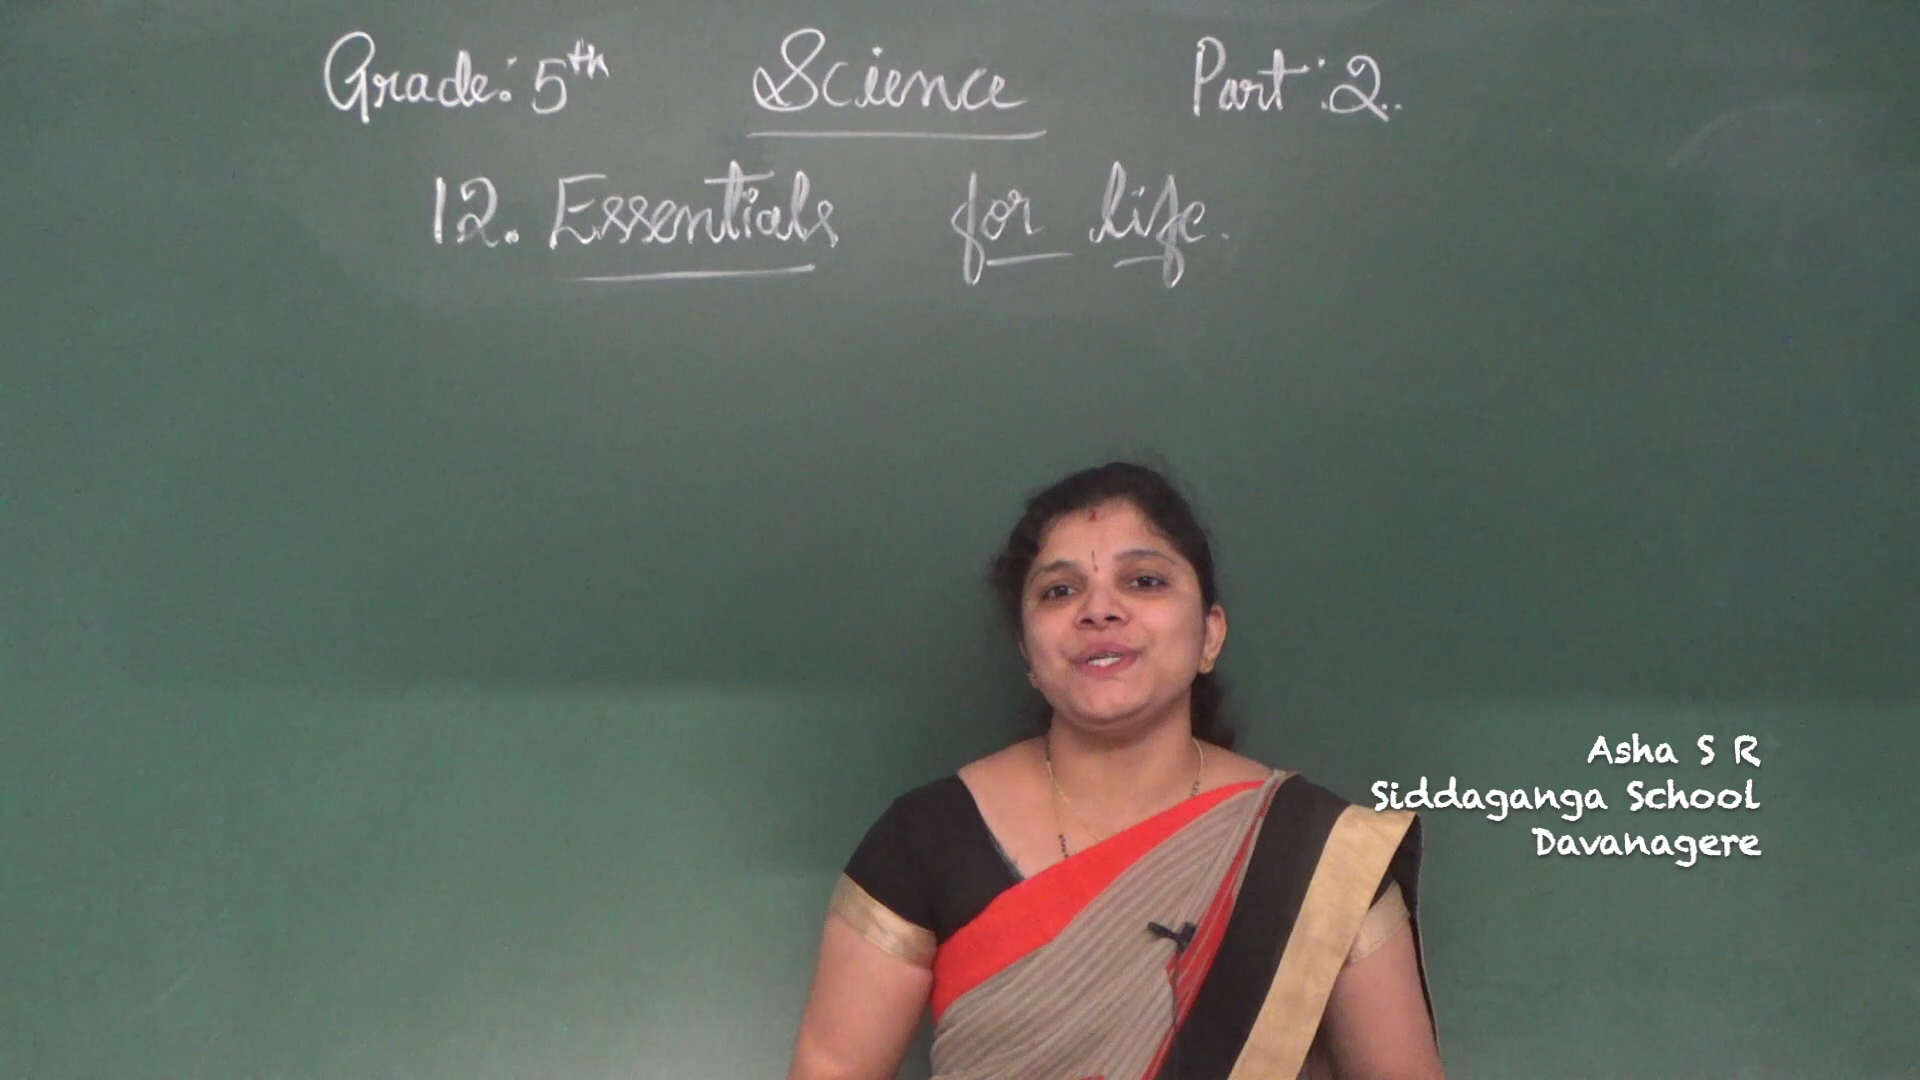 Grade: 5th Science Part: 2.
12. Essentials for life.
Asha S R
Siddaganga School
Davanagere